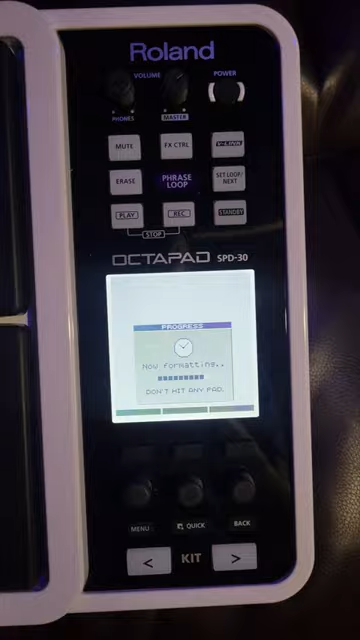 Roland
VOLUME
POWER
PHONES
MASTER
MUTE
FX CTRL
V-LINK
ERASE
PHRASE
LOOP
SET LOOP/
NEXT
PLAY
REC
STANDBY
STOP
OCTAPAD SPD-30
PROGRESS
Now formatting..
DON'T HIT ANY PAD.
MENU
QUICK
BACK
<
KIT
>